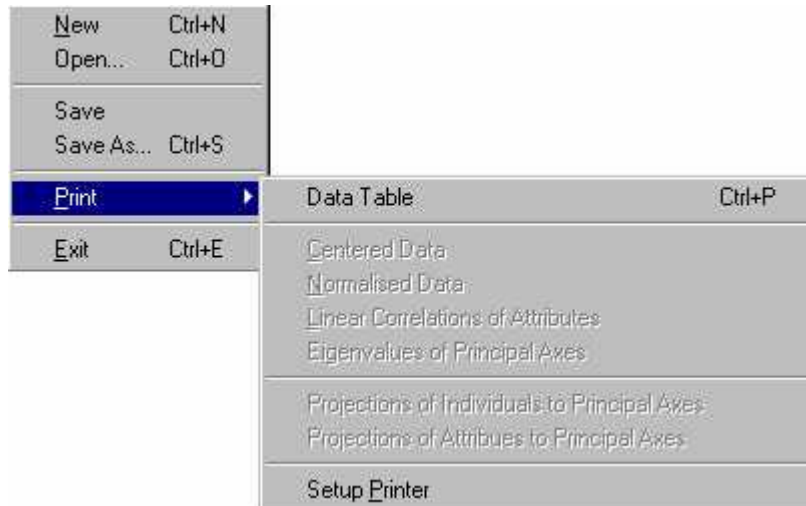 New Ctrl+N
Open... Ctrl+O
Save
Save As... Ctrl+S
Print
Data Table Ctrl+P
Exit Ctrl+E
Centered Data
Normalised Data
Linear Correlations of Attributes
Eigenvalues of Principal Axes
Projections of Individuals to Principal Axes
Projections of Attribues to Principal Axes
Setup Printer